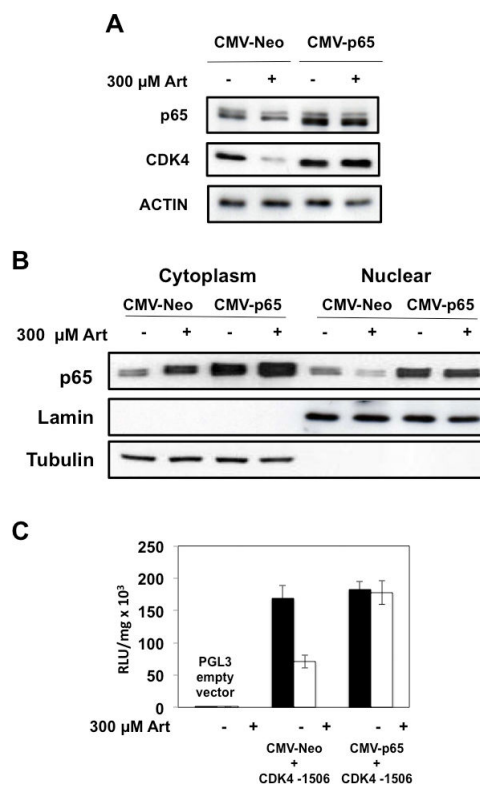 A
CMV-Neo CMV-p65
300 µM Art - + - +
p65
CDK4
ACTIN
B
Cytoplasm Nuclear
CMV-Neo CMV-p65 CMV-Neo CMV-p65
300 µM Art - + - + - + - +
p65
Lamin
Tubulin
C
RLU/mg x 10³
250
200
150
100
50
0
PGL3
empty
vector
300 µM Art - + - + - +
CMV-Neo CMV-p65
+ +
CDK4 -1506 CDK4 -1506